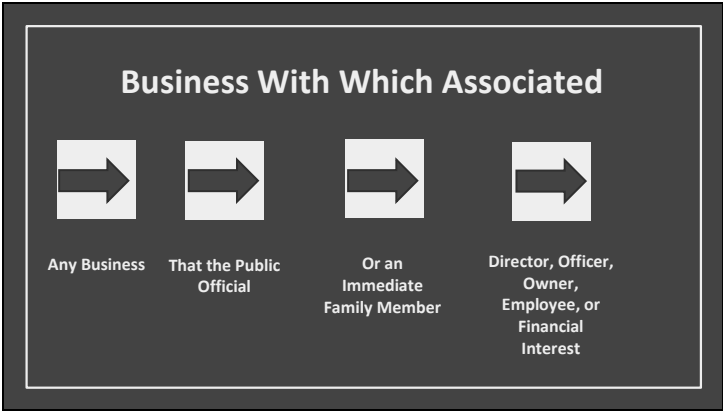 Business With Which Associated
Any Business
That the Public
Official
Or an
Immediate
Family Member
Director, Officer,
Owner,
Employee, or
Financial
Interest